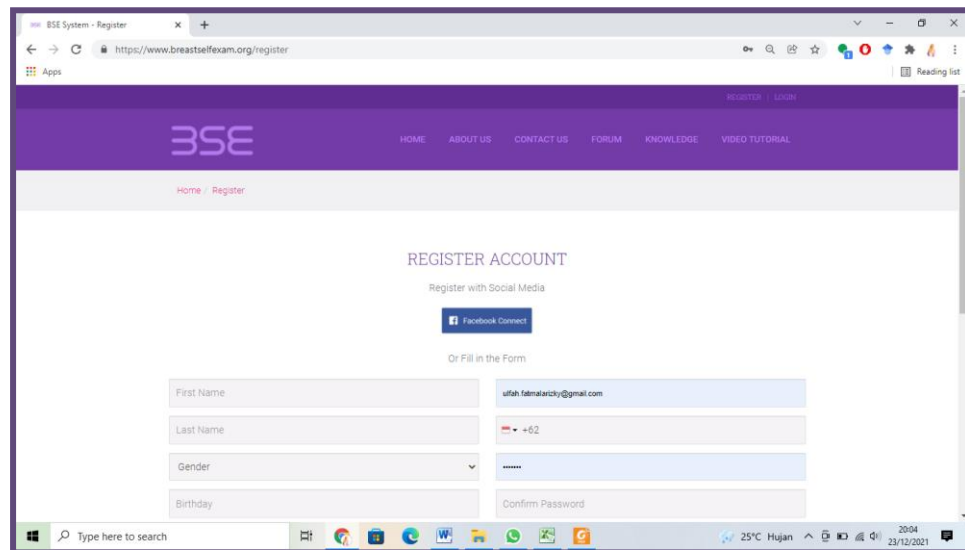 BSE System - Register
https://www.breastselfexam.org/register
Apps
Reading list
REGISTER | LOGIN
BSE
HOME ABOUT US CONTACT US FORUM KNOWLEDGE VIDEO TUTORIAL
Home / Register
REGISTER ACCOUNT
Register with Social Media
Facebook Connect
Or Fill in the Form
First Name
ulfah.fatmalarizky@gmail.com
Last Name
+62
Gender
•••••••
Birthday
Confirm Password
Type here to search
25°C Hujan
20:04
23/12/2021